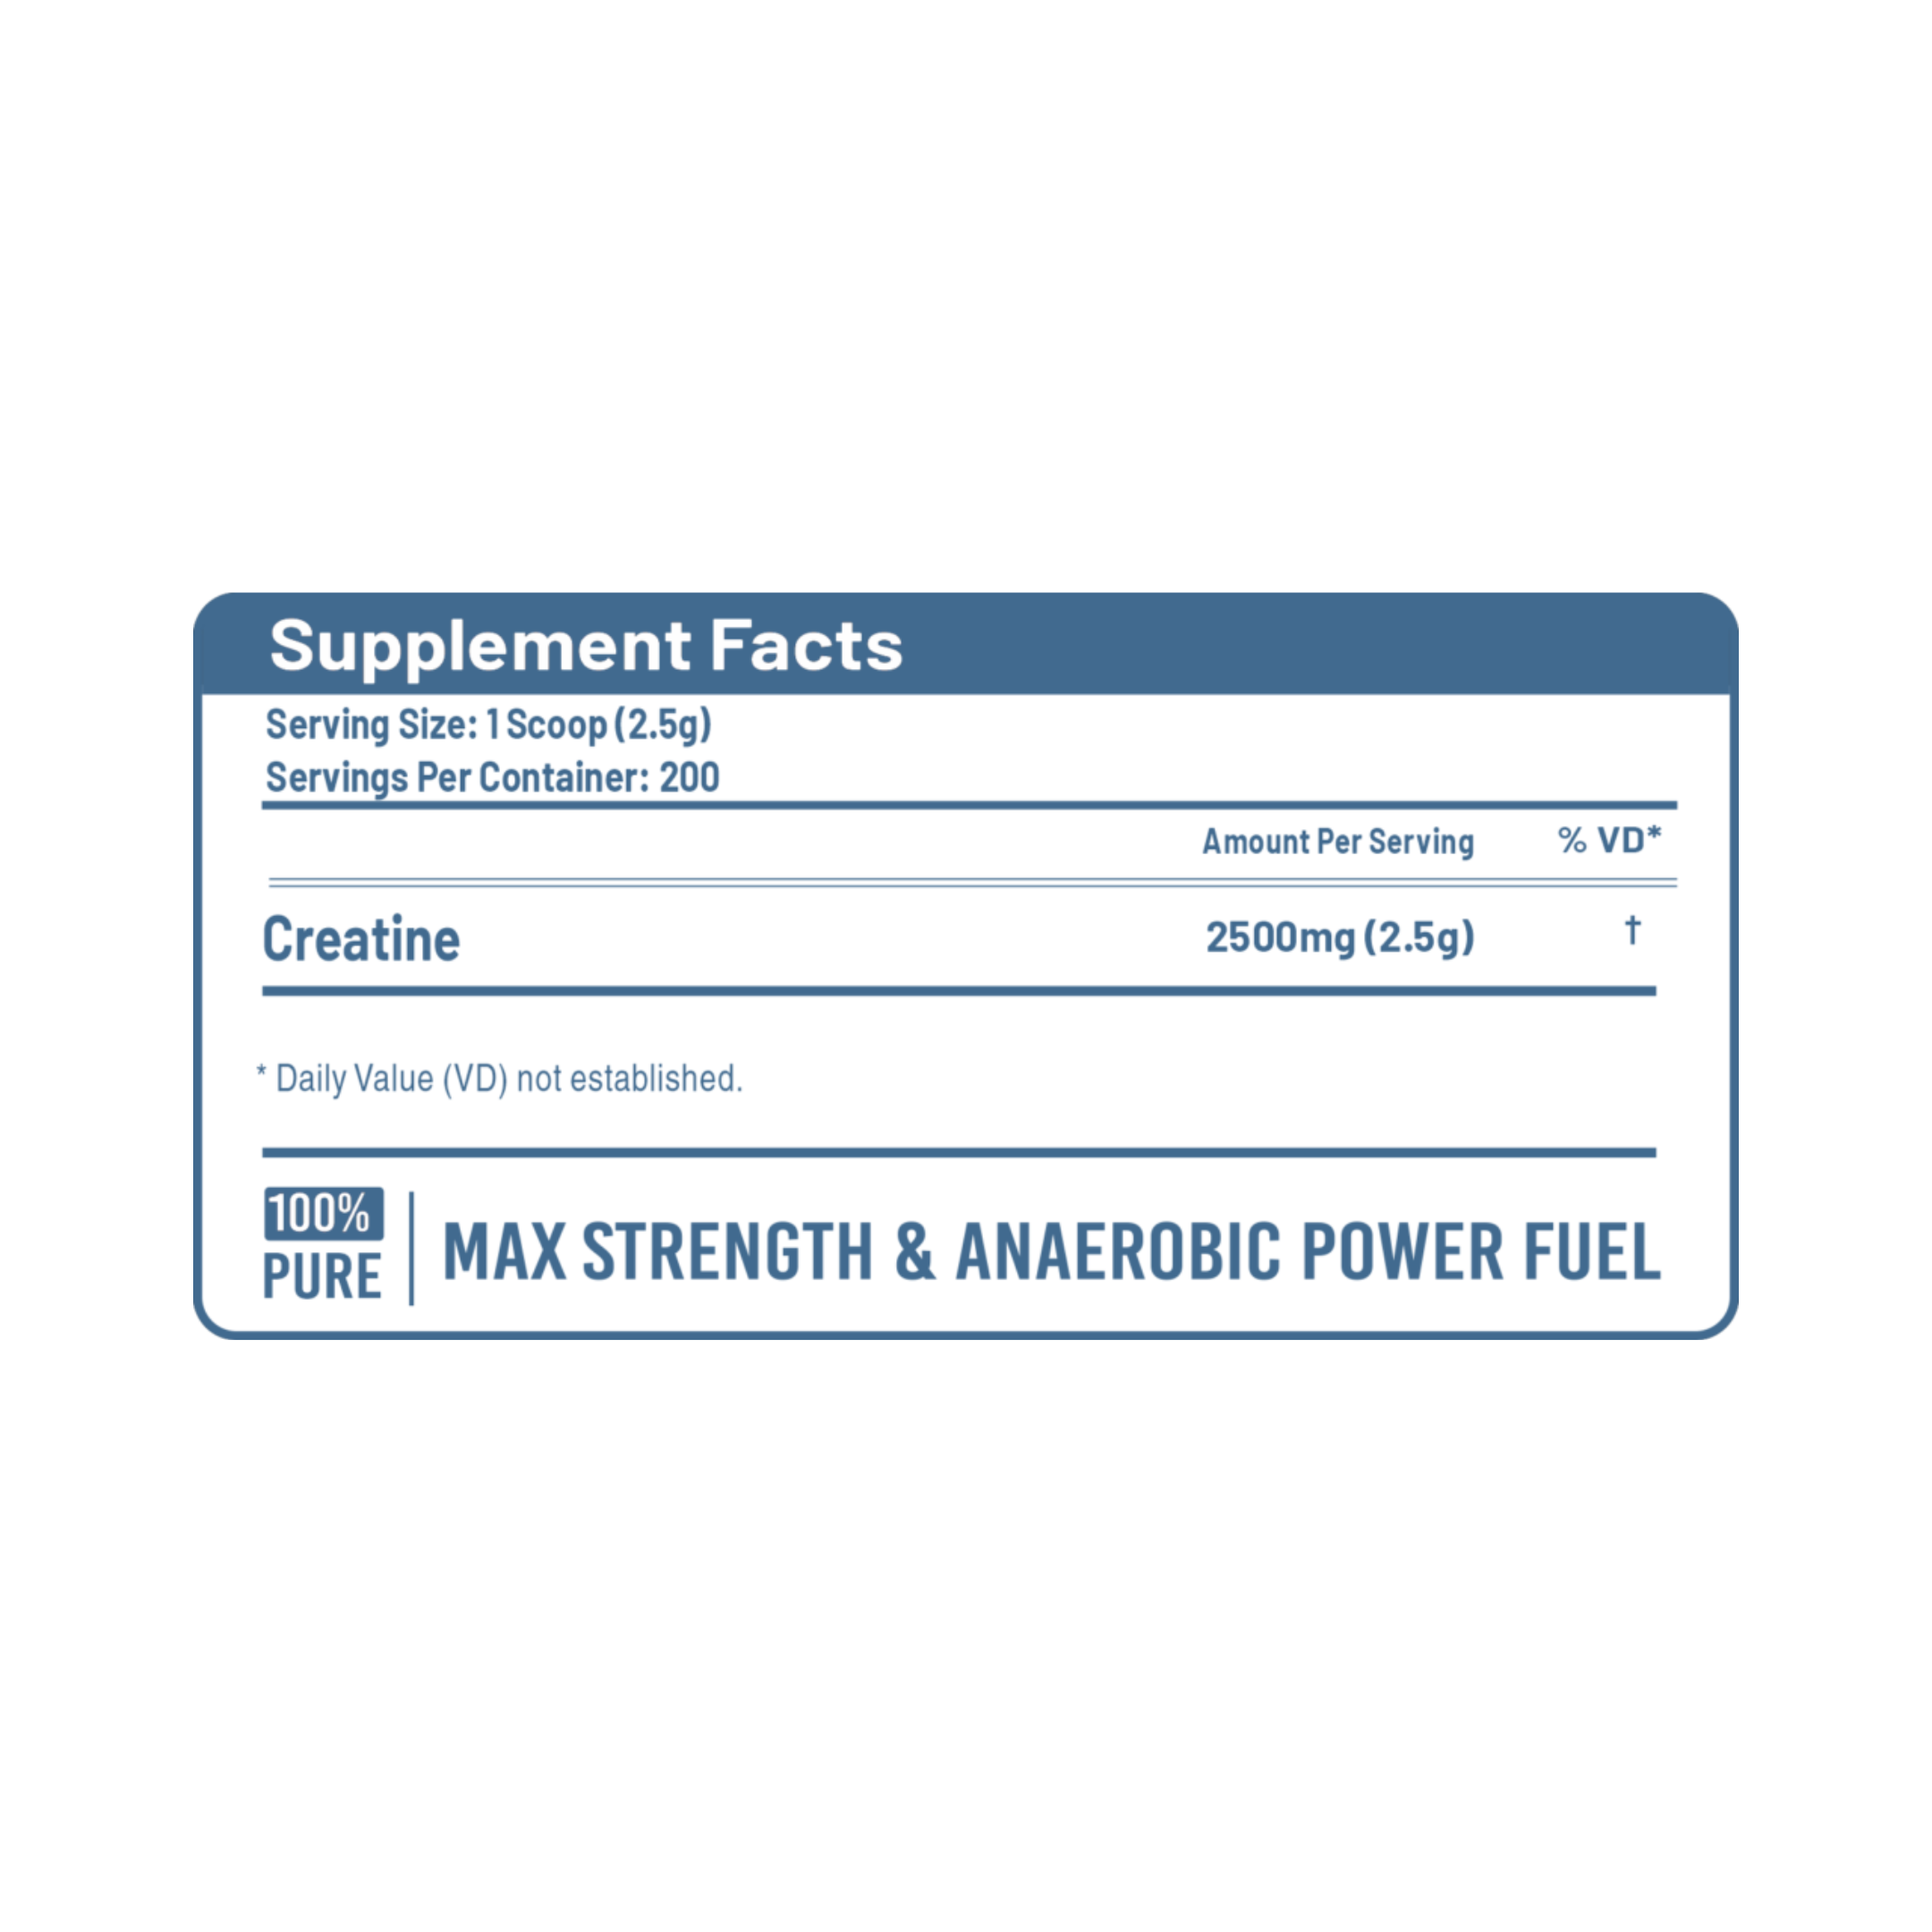 Supplement Facts
Serving Size: 1 Scoop (2.5g)
Servings Per Container: 200
Amount Per Serving % VD*
Creatine 2500mg (2.5g) †
* Daily Value (VD) not established.
100%
PURE
MAX STRENGTH & ANAEROBIC POWER FUEL